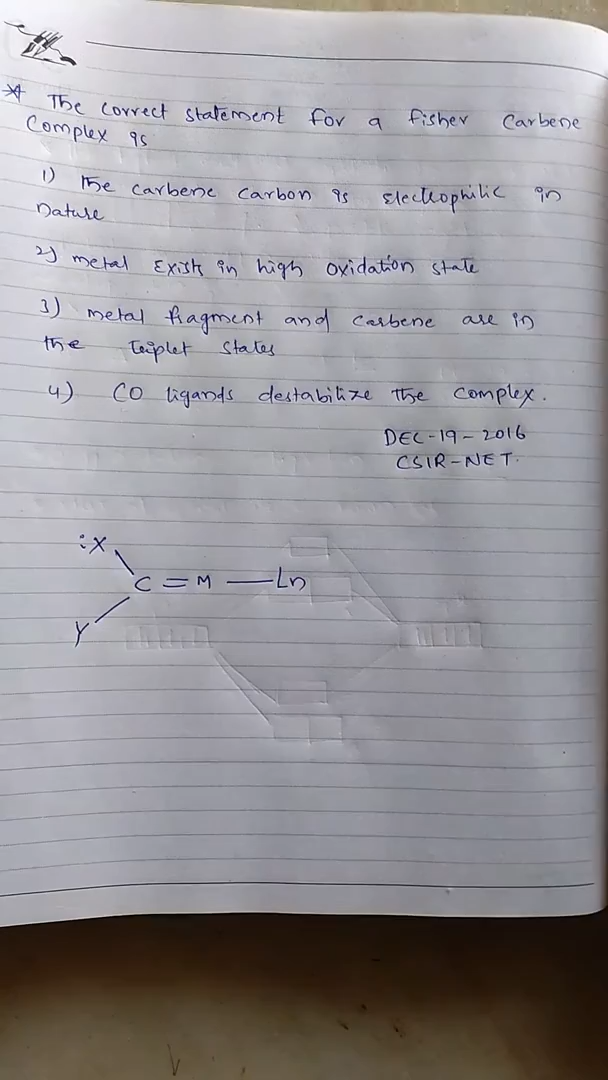 * The correct statement for a fisher carbene
Complex is
1) The carbene carbon is electrophilic in
nature
2) metal exists in high oxidation state
3) metal fragment and carbene are in
the triplet states
4) CO ligands destabilize the complex.
DEC-19-2016
CSIR-NET.
:X
C = M — Ln
Y